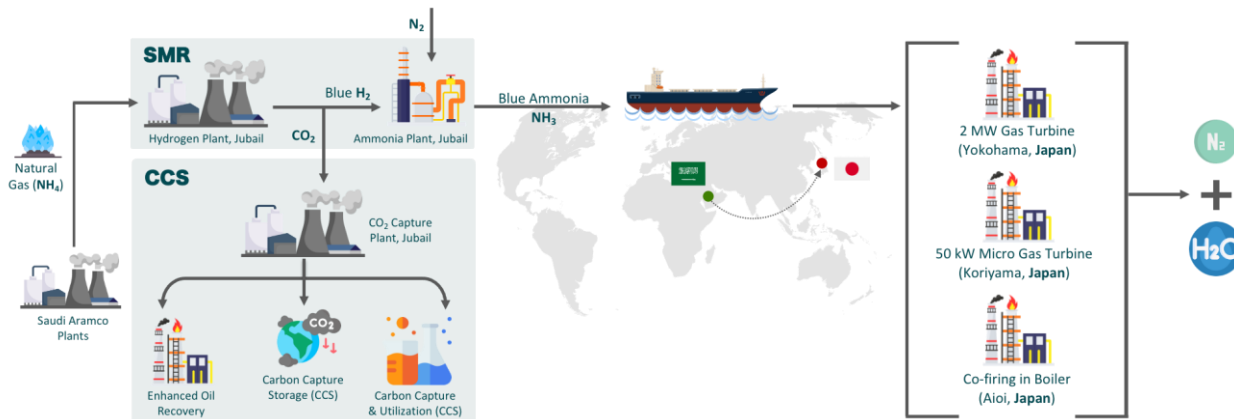 N₂
SMR
Blue H₂
CO₂
Hydrogen Plant, Jubail
Ammonia Plant, Jubail
Blue Ammonia
NH₃
Natural
Gas (NH₄)
CCS
CO₂ Capture
Plant, Jubail
Saudi Aramco
Plants
CO₂
Enhanced Oil
Recovery
Carbon Capture
Storage (CCS)
Carbon Capture
& Utilization (CCS)
2 MW Gas Turbine
(Yokohama, Japan)
50 kW Micro Gas Turbine
(Koriyama, Japan)
Co-firing in Boiler
(Aioi, Japan)
N₂
+
H₂O